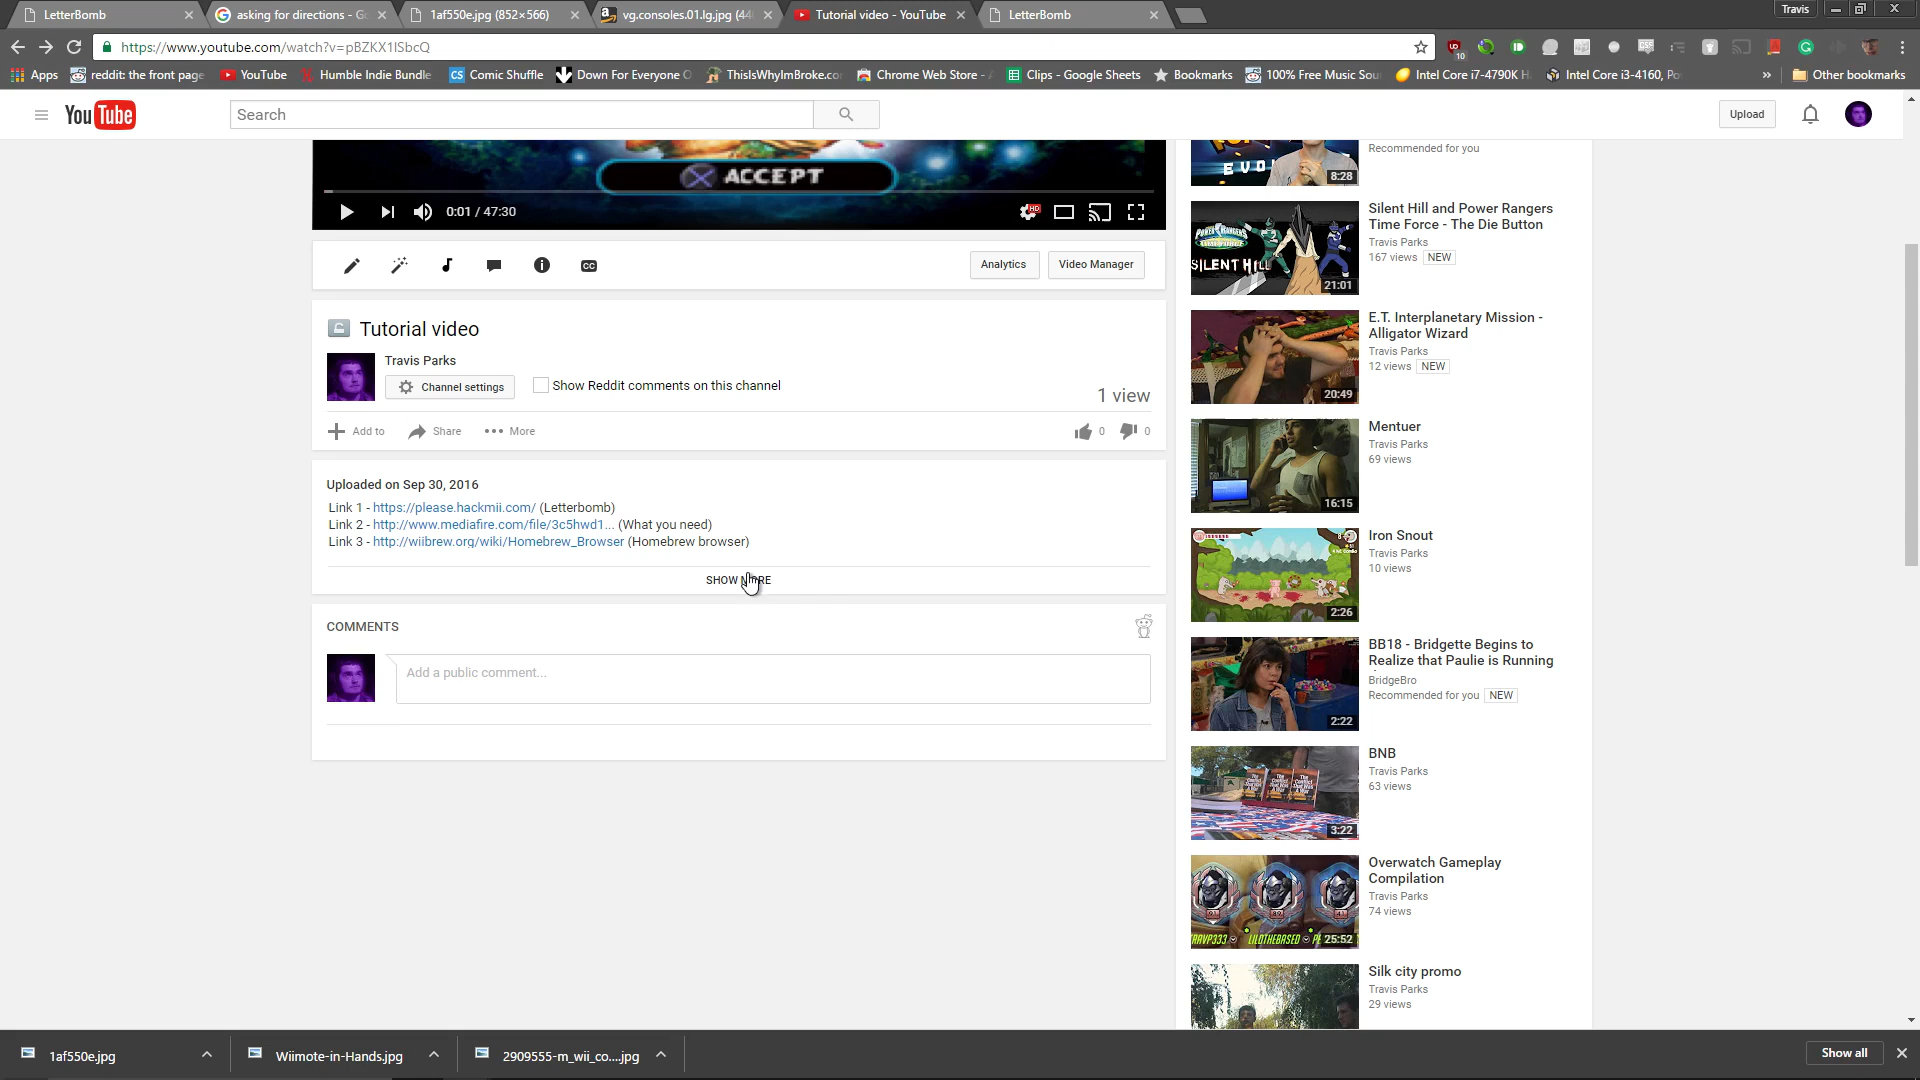 LetterBomb
asking for directions - Go
1af550e.jpg (852×566)
vg.consoles.01.lg.jpg (44
Tutorial video - YouTube
LetterBomb
Travis
https://www.youtube.com/watch?v=pBZKX1ISbcQ
10
Apps
reddit: the front page
YouTube
Humble Indie Bundle
CS Comic Shuffle
Down For Everyone O
ThisIsWhyImBroke.co
Chrome Web Store -
Clips - Google Sheets
Bookmarks
100% Free Music Sou
Intel Core i7-4790K
Intel Core i3-4160, Po
»
Other bookmarks
YouTube
Search
Upload
ACCEPT
0:01 / 47:30
HD
Analytics
Video Manager
CC
Tutorial video
Travis Parks
Channel settings
Show Reddit comments on this channel
1 view
Add to
Share
More
0
0
Uploaded on Sep 30, 2016
Link 1 - https://please.hackmii.com/ (Letterbomb)
Link 2 - http://www.mediafire.com/file/3c5hwd1... (What you need)
Link 3 - http://wiibrew.org/wiki/Homebrew_Browser (Homebrew browser)
SHOW MORE
COMMENTS
Add a public comment...
EVO
8:28
Recommended for you
POWER RANGERS
SILENT HILL
21:01
Silent Hill and Power Rangers
Time Force - The Die Button
Travis Parks
167 views NEW
20:49
E.T. Interplanetary Mission -
Alligator Wizard
Travis Parks
12 views NEW
16:15
Mentuer
Travis Parks
69 views
2:26
Iron Snout
Travis Parks
10 views
2:22
BB18 - Bridgette Begins to
Realize that Paulie is Running
BridgeBro
Recommended for you NEW
3:22
BNB
Travis Parks
63 views
25:52
Overwatch Gameplay
Compilation
Travis Parks
74 views
Silk city promo
Travis Parks
29 views
1af550e.jpg
Wiimote-in-Hands.jpg
2909555-m_wii_co....jpg
Show all